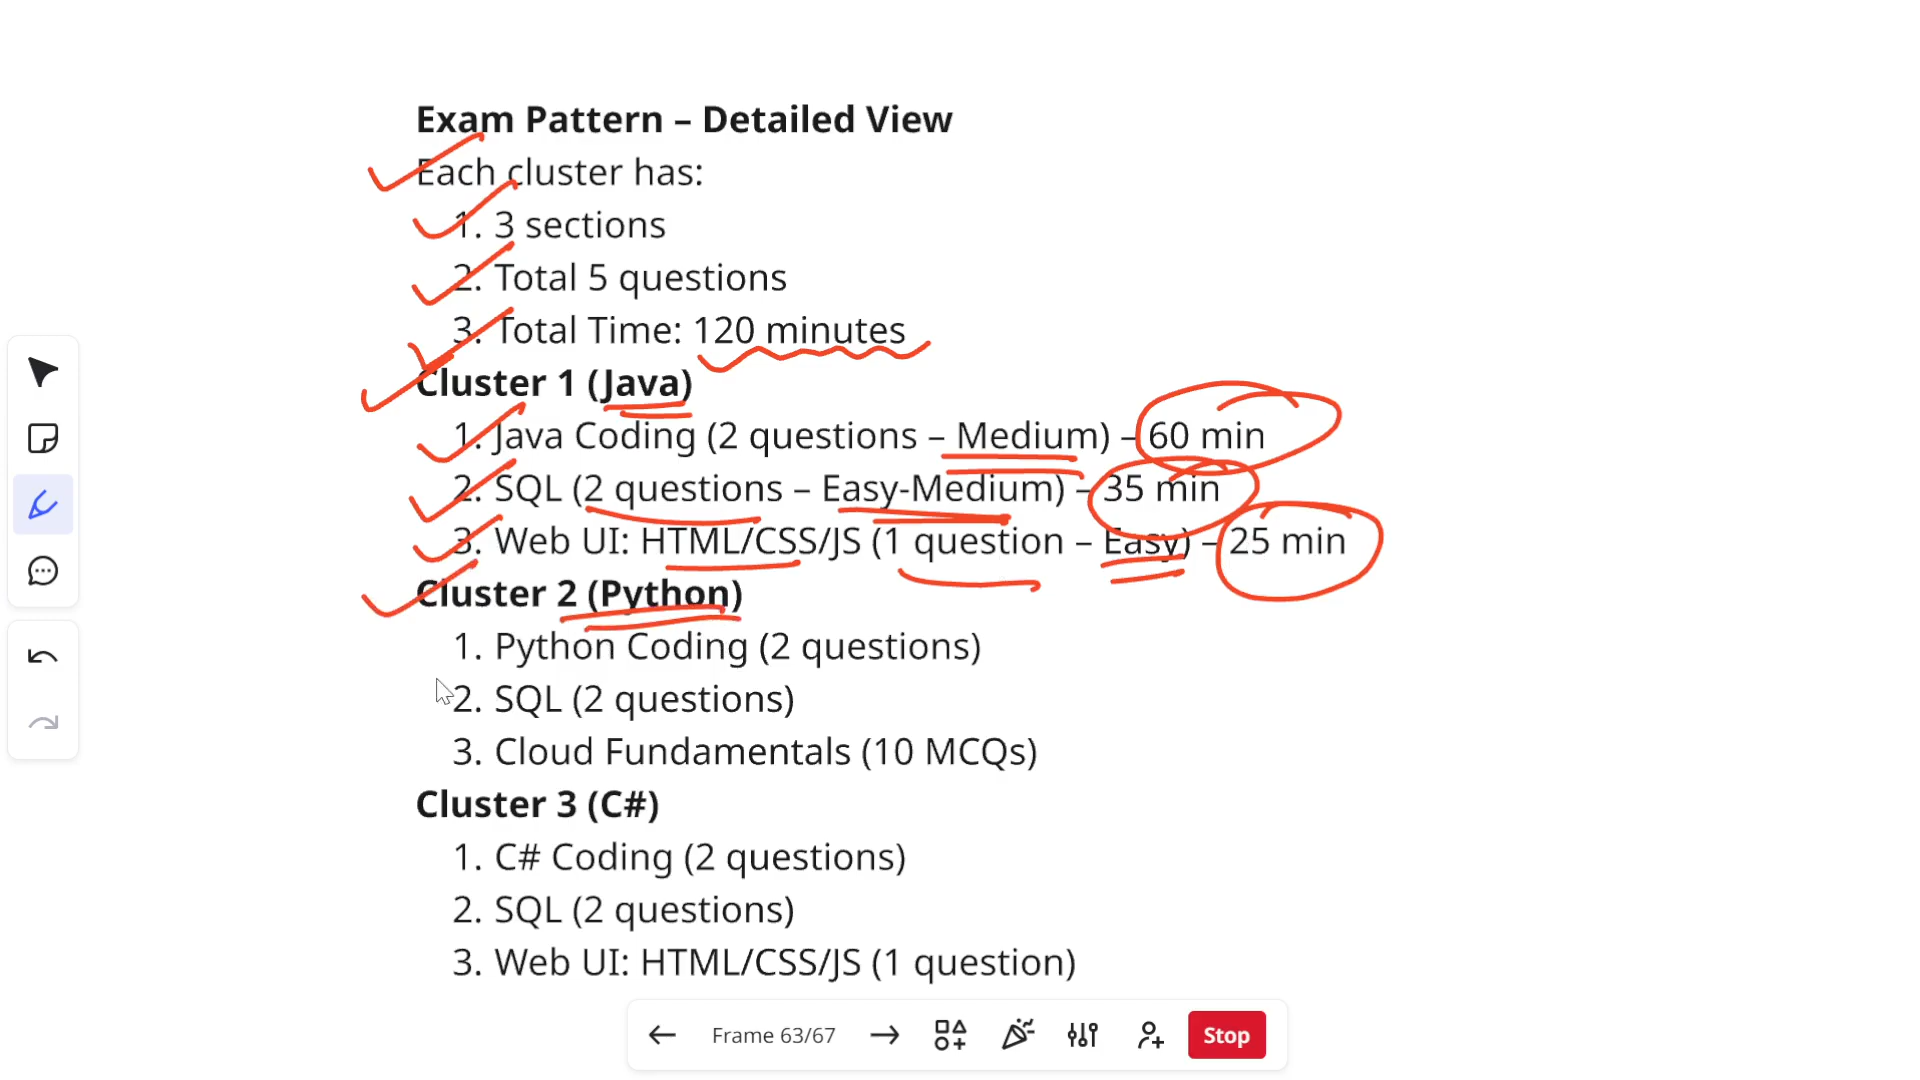 Exam Pattern – Detailed View
Each cluster has:
1. 3 sections
2. Total 5 questions
3. Total Time: 120 minutes
Cluster 1 (Java)
1. Java Coding (2 questions – Medium) – 60 min
2. SQL (2 questions – Easy-Medium) – 35 min
3. Web UI: HTML/CSS/JS (1 question – Easy) – 25 min
Cluster 2 (Python)
1. Python Coding (2 questions)
2. SQL (2 questions)
3. Cloud Fundamentals (10 MCQs)
Cluster 3 (C#)
1. C# Coding (2 questions)
2. SQL (2 questions)
3. Web UI: HTML/CSS/JS (1 question)
Frame 63/67
Stop